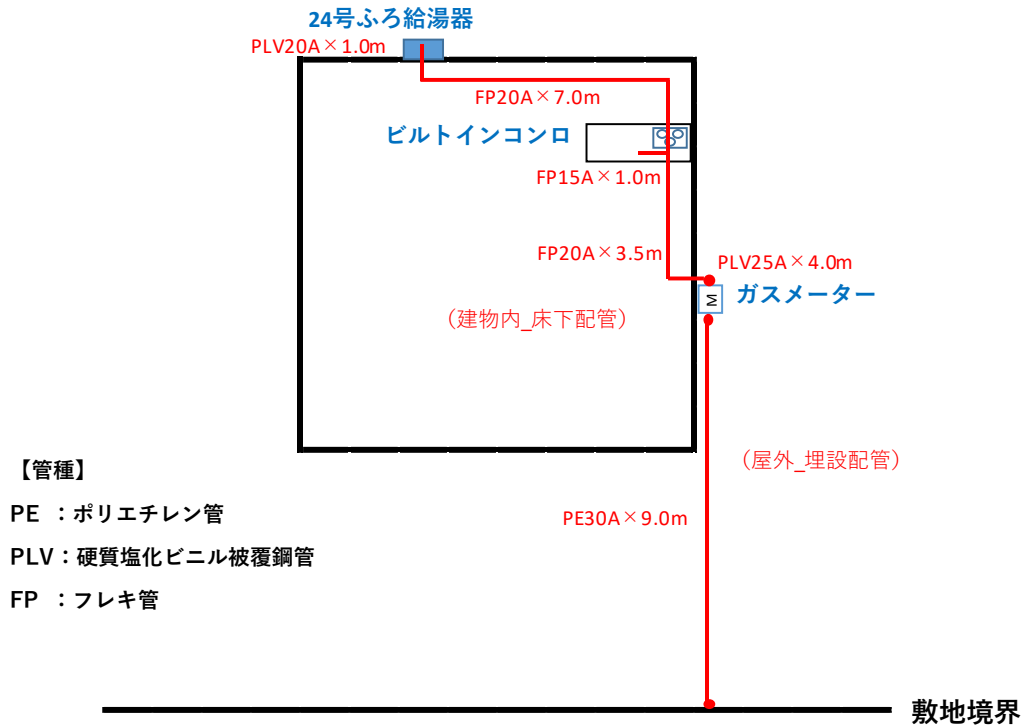 24号ふろ給湯器
PLV20A×1.0m
FP20A×7.0m
ビルトインコンロ
FP15A×1.0m
FP20A×3.5m
PLV25A×4.0m
M
ガスメーター
（建物内_床下配管）
（屋外_埋設配管）
【管種】
PE ：ポリエチレン管
PLV：硬質塩化ビニル被覆鋼管
FP ：フレキ管
PE30A×9.0m
敷地境界